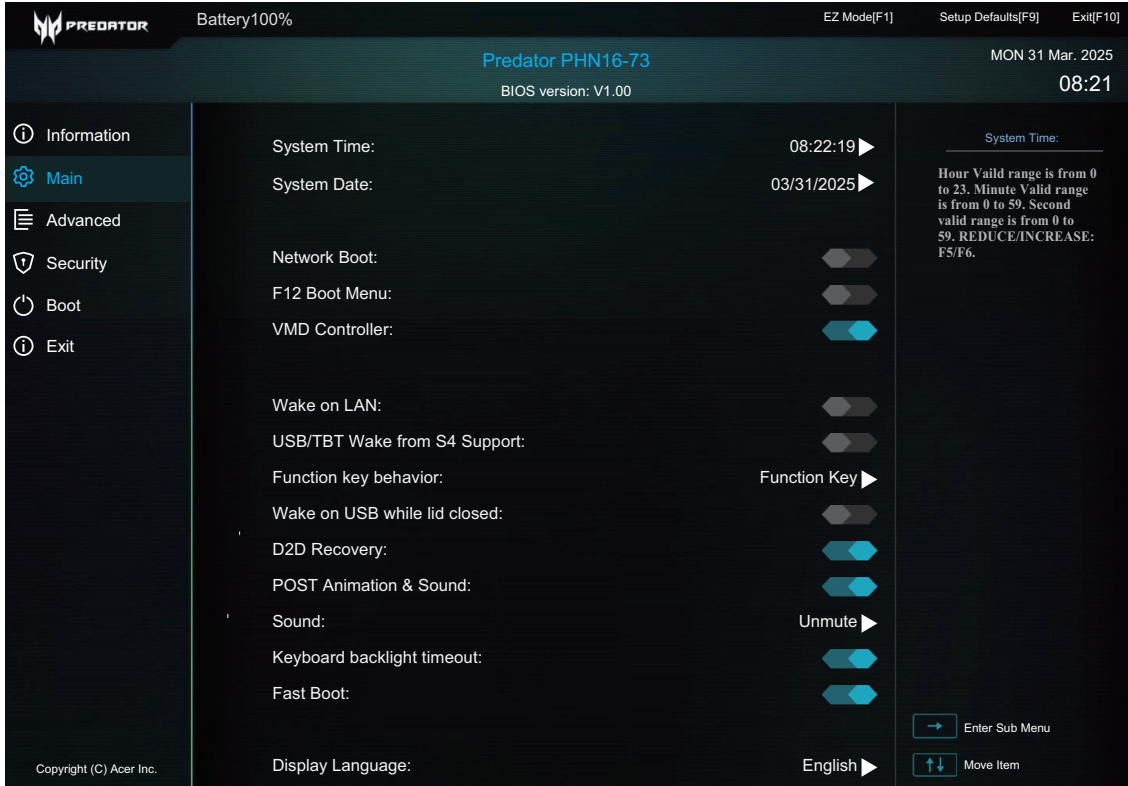 PREDATOR
Battery100%
EZ Mode[F1]
Setup Defaults[F9]
Exit[F10]
Predator PHN16-73
BIOS version: V1.00
MON 31 Mar. 2025
08:21
Information
Main
Advanced
Security
Boot
Exit
Copyright (C) Acer Inc.
System Time: 08:22:19
System Date: 03/31/2025
Network Boot:
F12 Boot Menu:
VMD Controller:
Wake on LAN:
USB/TBT Wake from S4 Support:
Function key behavior: Function Key
Wake on USB while lid closed:
D2D Recovery:
POST Animation & Sound:
Sound: Unmute
Keyboard backlight timeout:
Fast Boot:
Display Language: English
System Time:
Hour Vaild range is from 0
to 23. Minute Valid range
is from 0 to 59. Second
valid range is from 0 to
59. REDUCE/INCREASE:
F5/F6.
Enter Sub Menu
Move Item